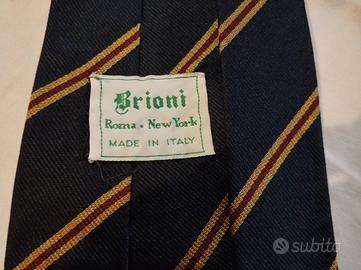 Brioni
Roma · New York
MADE IN ITALY
subito